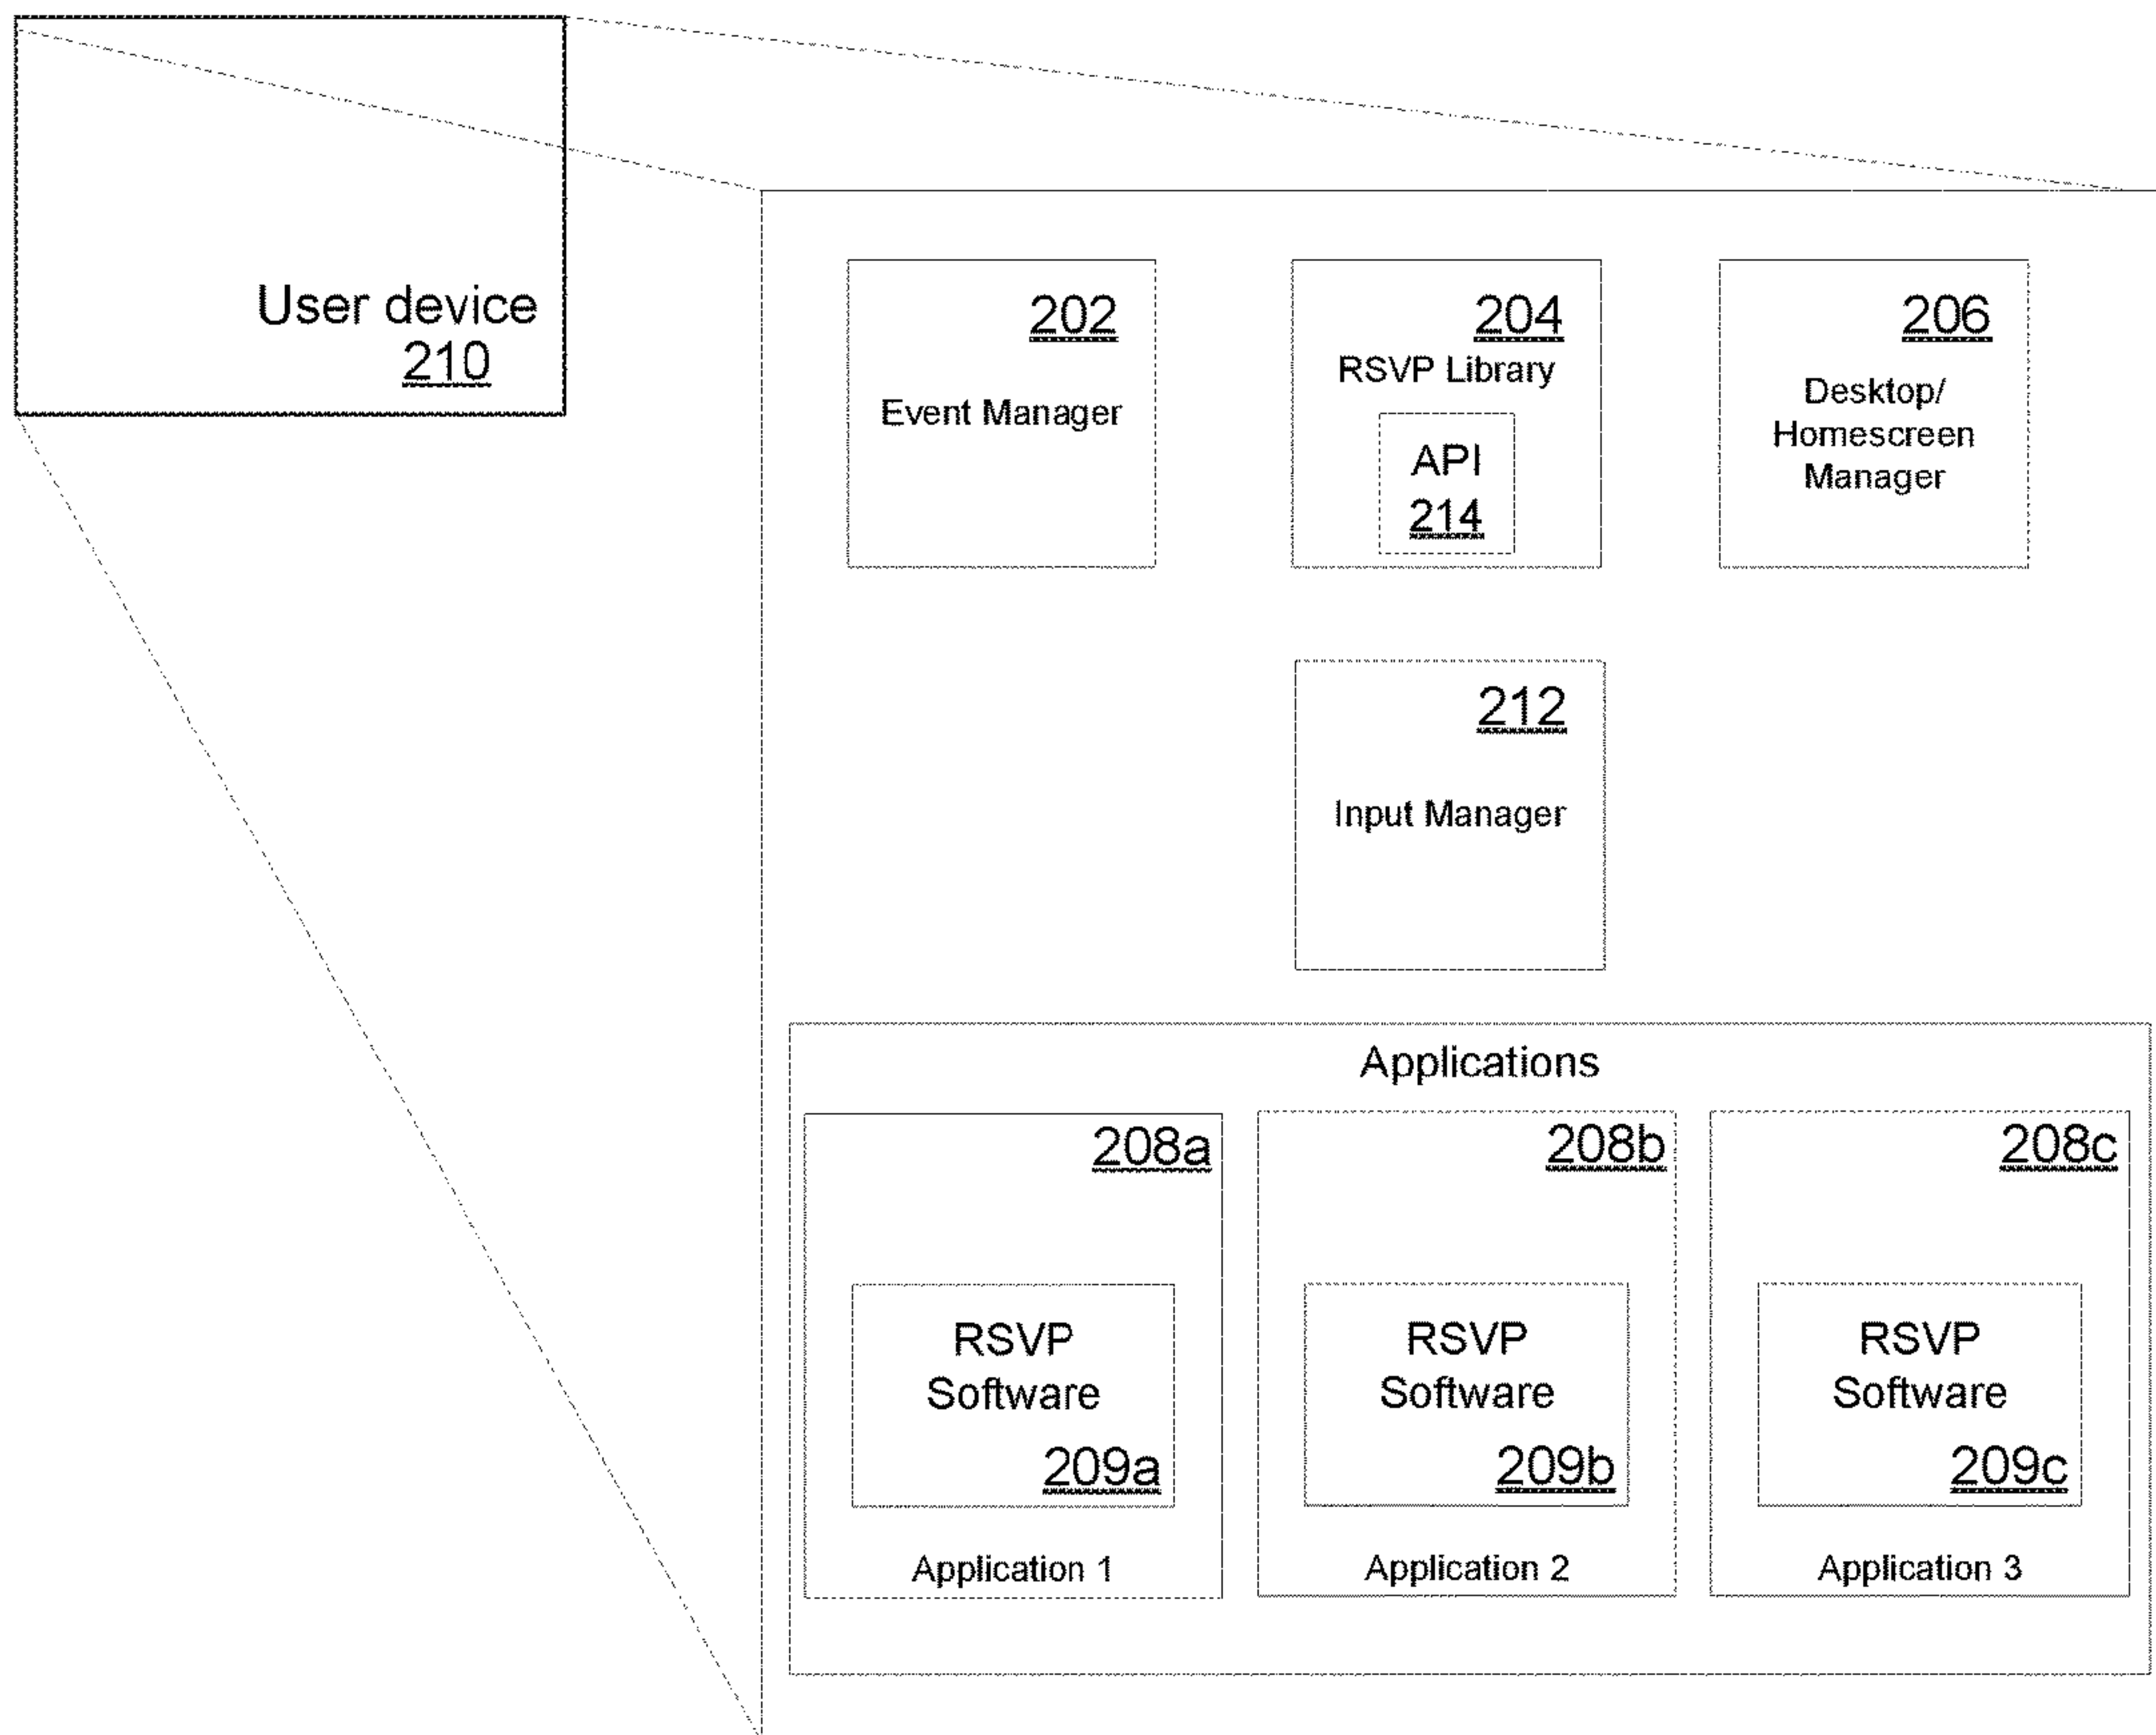 User device
210
202
Event Manager
204
RSVP Library
API
214
206
Desktop/
Homescreen
Manager
212
Input Manager
Applications
208a
RSVP
Software
209a
Application 1
208b
RSVP
Software
209b
Application 2
208c
RSVP
Software
209c
Application 3